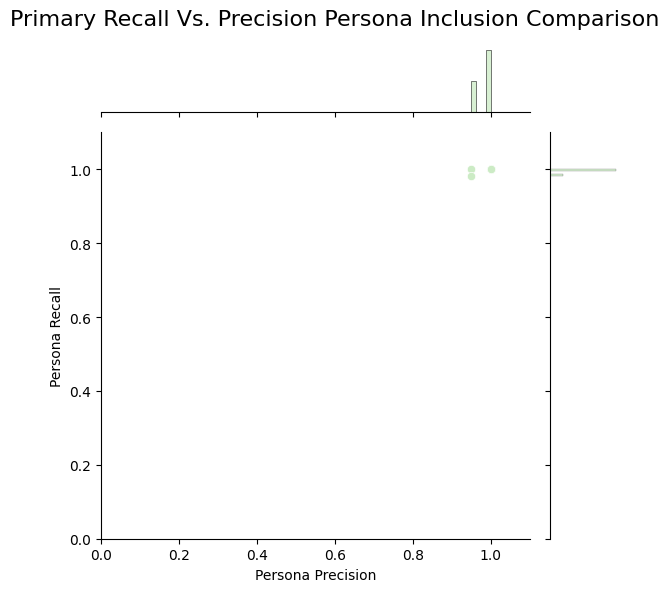 Primary Recall Vs. Precision Persona Inclusion Comparison
1.0
0.8
0.6
0.4
0.2
0.0
Persona Recall
0.0 0.2 0.4 0.6 0.8 1.0
Persona Precision